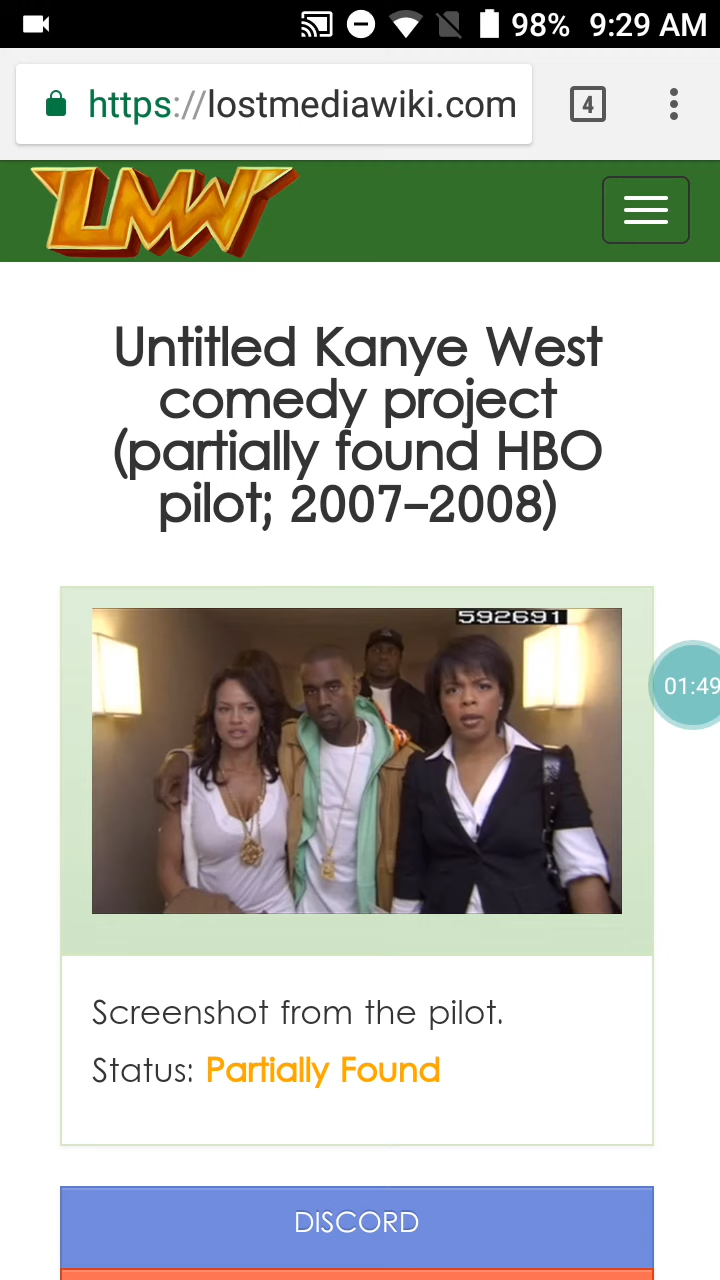 98% 9:29 AM
https://lostmediawiki.com
4
LMW
Untitled Kanye West
comedy project
(partially found HBO
pilot; 2007–2008)
592691
01:49
Screenshot from the pilot.
Status: Partially Found
DISCORD